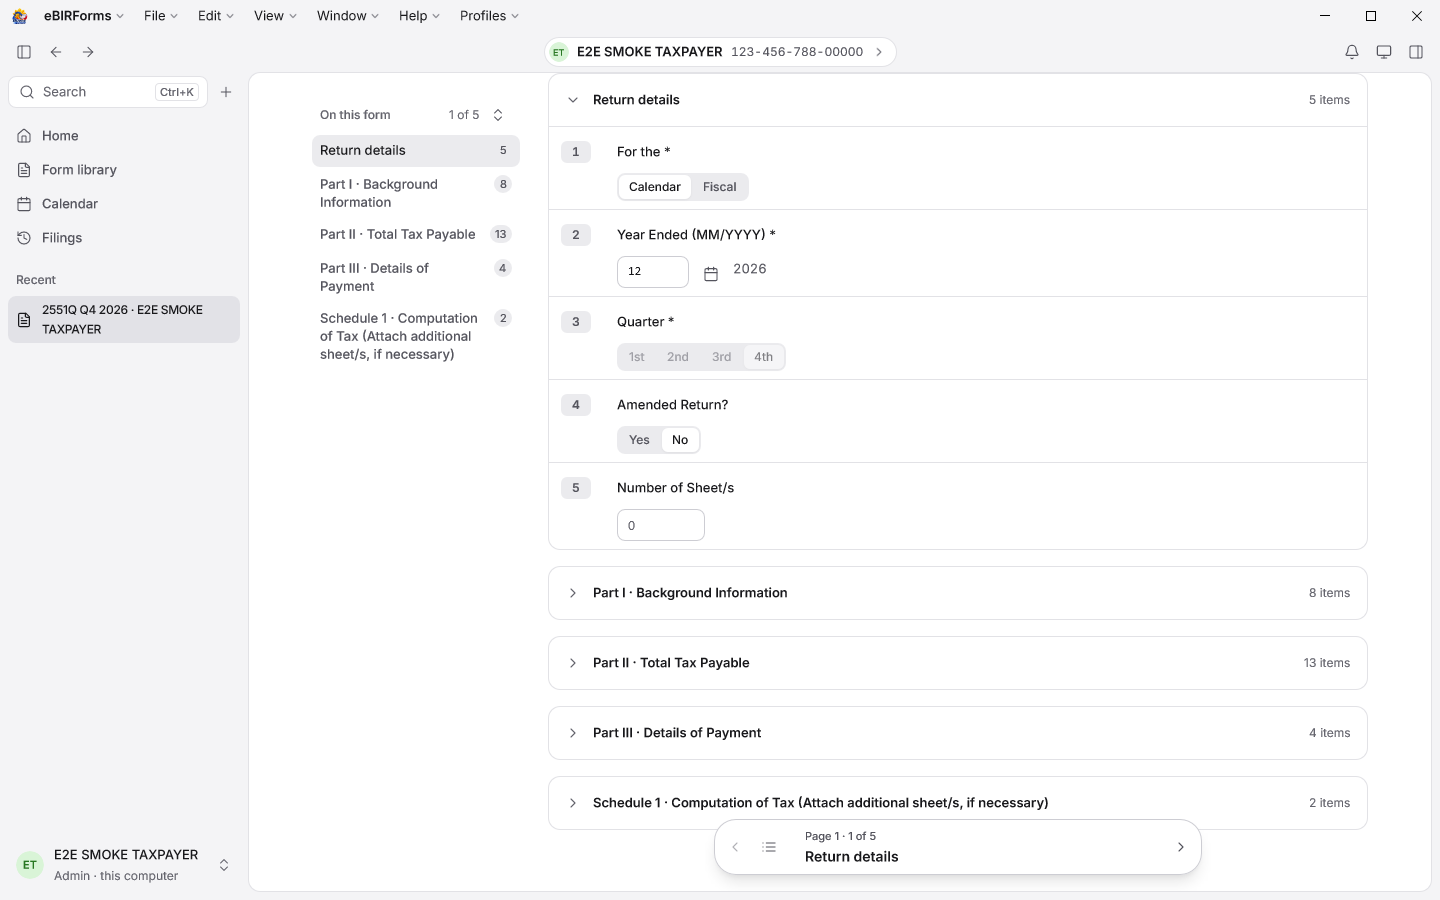 eBIRForms File Edit View Window Help Profiles
ET E2E SMOKE TAXPAYER 123-456-788-00000
Search Ctrl+K
Home
Form library
Calendar
Filings
Recent
2551Q Q4 2026 · E2E SMOKE
TAXPAYER
ET
E2E SMOKE TAXPAYER
Admin · this computer
On this form 1 of 5
Return details 5
Part I · Background 8
Information
Part II · Total Tax Payable 13
Part III · Details of 4
Payment
Schedule 1 · Computation 2
of Tax (Attach additional
sheet/s, if necessary)
Return details 5 items
1 For the *
Calendar Fiscal
2 Year Ended (MM/YYYY) *
12 2026
3 Quarter *
1st 2nd 3rd 4th
4 Amended Return?
Yes No
5 Number of Sheet/s
0
Part I · Background Information 8 items
Part II · Total Tax Payable 13 items
Part III · Details of Payment 4 items
Schedule 1 · Computation of Tax (Attach additional sheet/s, if necessary) 2 items
Page 1 · 1 of 5
Return details